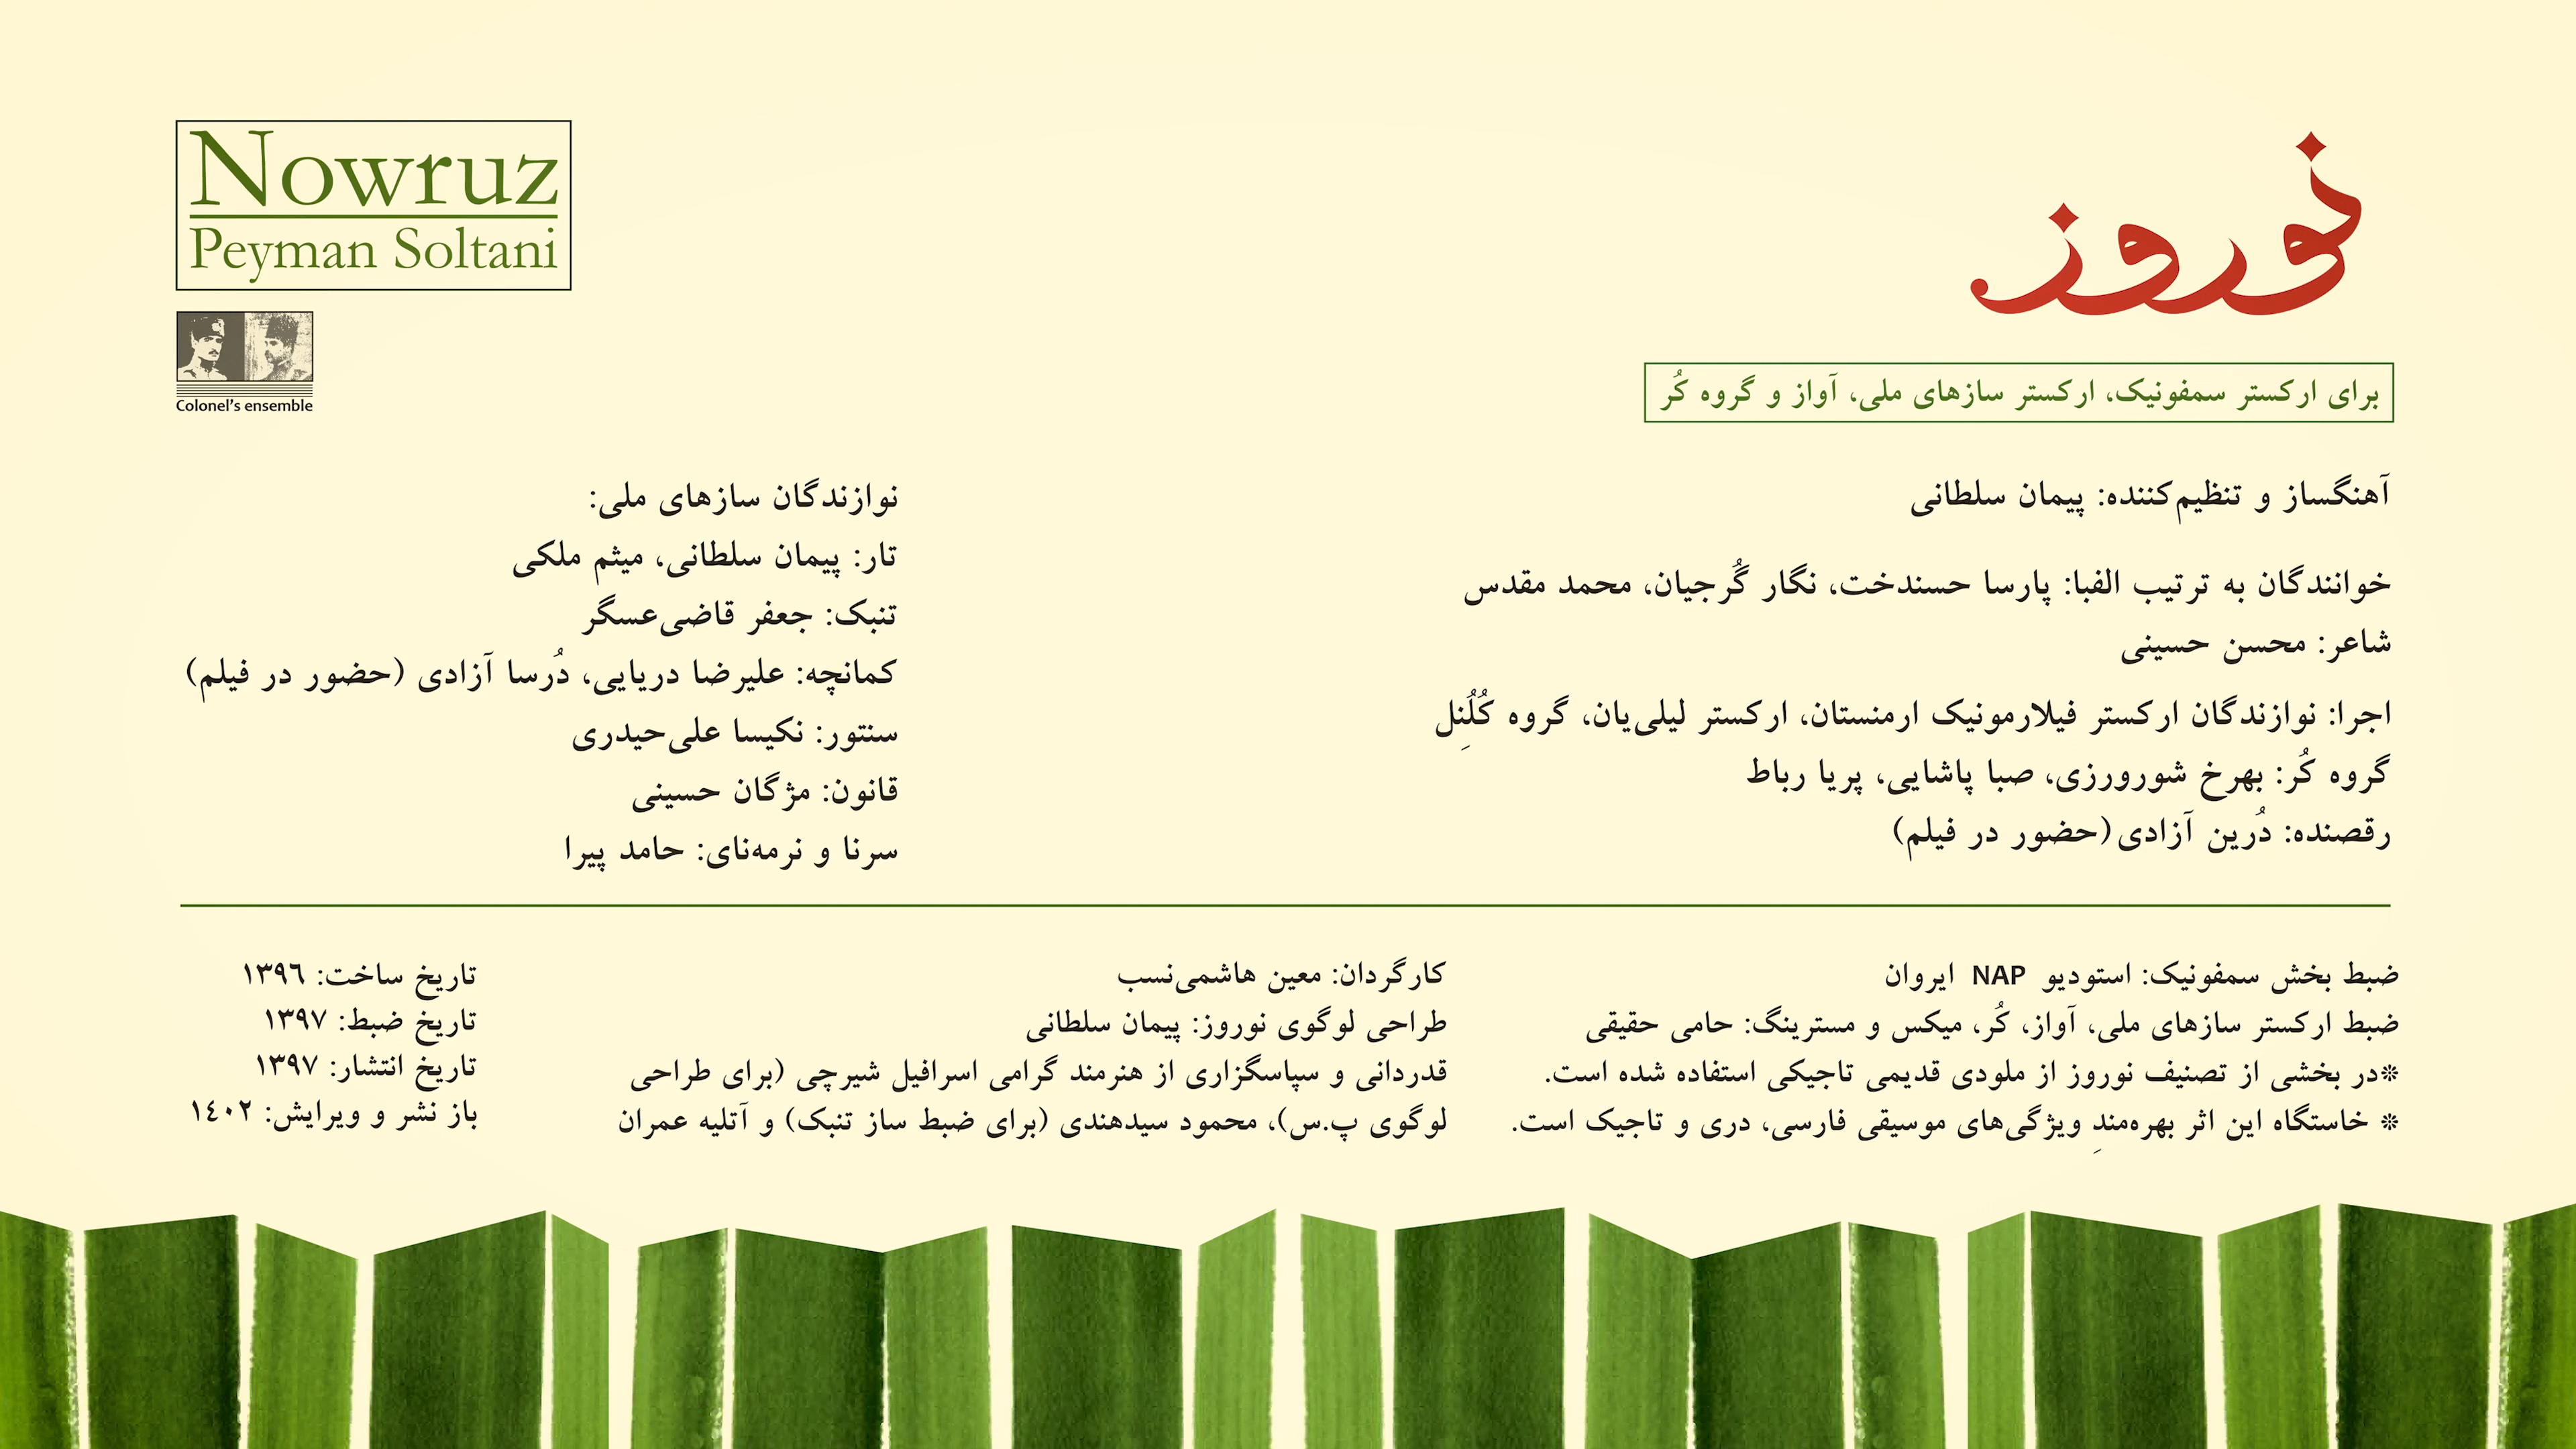 نوروز
برای ارکستر سمفونیک، ارکستر سازهای ملی، آواز و گروه کُر
Nowruz
Peyman Soltani
Colonel's ensemble
آهنگساز و تنظیم‌کننده: پیمان سلطانی
خوانندگان به ترتیب الفبا: پارسا حسندخت، نگار گُرجیان، محمد مقدس
شاعر: محسن حسینی
اجرا: نوازندگان ارکستر فیلارمونیک ارمنستان، ارکستر لیلی‌یان، گروه کُلُنِل
گروه کُر: بهرخ شورورزی، صبا پاشایی، پریا رباط
رقصنده: دُرین آزادی (حضور در فیلم)
نوازندگان سازهای ملی:
تار: پیمان سلطانی، میثم ملکی
تنبک: جعفر قاضی‌عسگر
کمانچه: علیرضا دریایی، دُرسا آزادی (حضور در فیلم)
سنتور: نکیسا علی‌حیدری
قانون: مژگان حسینی
سرنا و نرمه‌نای: حامد پیرا
ضبط بخش سمفونیک: استودیو NAP ایروان
ضبط ارکستر سازهای ملی، آواز، کُر، میکس و مسترینگ: حامی حقیقی
❊در بخشی از تصنیف نوروز از ملودی قدیمی تاجیکی استفاده شده است.
❊ خاستگاه این اثر بهره‌مندِ ویژگی‌های موسیقی فارسی، دری و تاجیک است.
کارگردان: معین هاشمی‌نسب
طراحی لوگوی نوروز: پیمان سلطانی
قدردانی و سپاسگزاری از هنرمند گرامی اسرافیل شیرچی (برای طراحی
لوگوی پ.س)، محمود سیدهندی (برای ضبط ساز تنبک) و آتلیه عمران
تاریخ ساخت: ۱۳۹٦
تاریخ ضبط: ۱۳۹۷
تاریخ انتشار: ۱۳۹۷
باز نشر و ویرایش: ۱٤۰۲